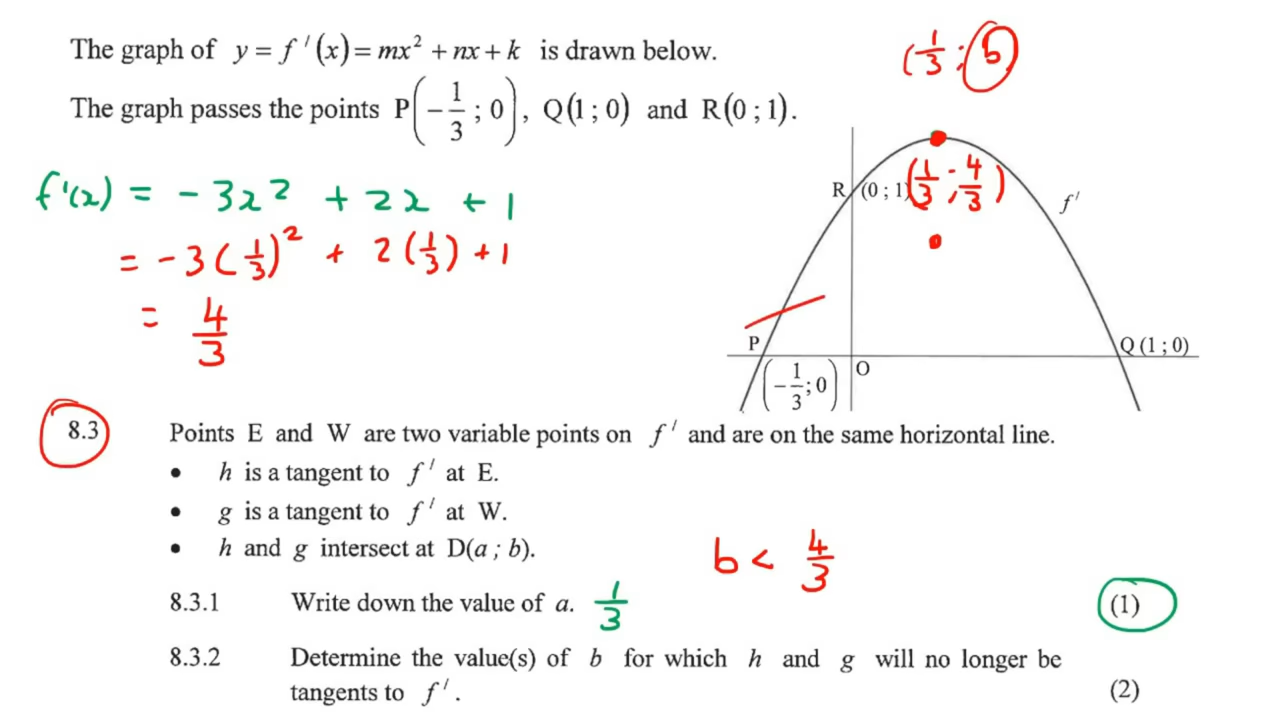 The graph of y = f ′(x) = mx² + nx + k is drawn below.
(1/3 ; b)
The graph passes the points P(−1/3 ; 0), Q(1 ; 0) and R(0 ; 1).
f'(x) = -3x² + 2x + 1
= -3(1/3)² + 2(1/3) + 1
= 4/3
R (0 ; 1)
(1/3 ; 4/3)
f ′
P
Q (1 ; 0)
(−1/3 ; 0)
O
8.3 Points E and W are two variable points on f ′ and are on the same horizontal line.
• h is a tangent to f ′ at E.
• g is a tangent to f ′ at W.
• h and g intersect at D(a ; b).
b < 4/3
8.3.1 Write down the value of a. 1/3 (1)
8.3.2 Determine the value(s) of b for which h and g will no longer be
tangents to f ′. (2)